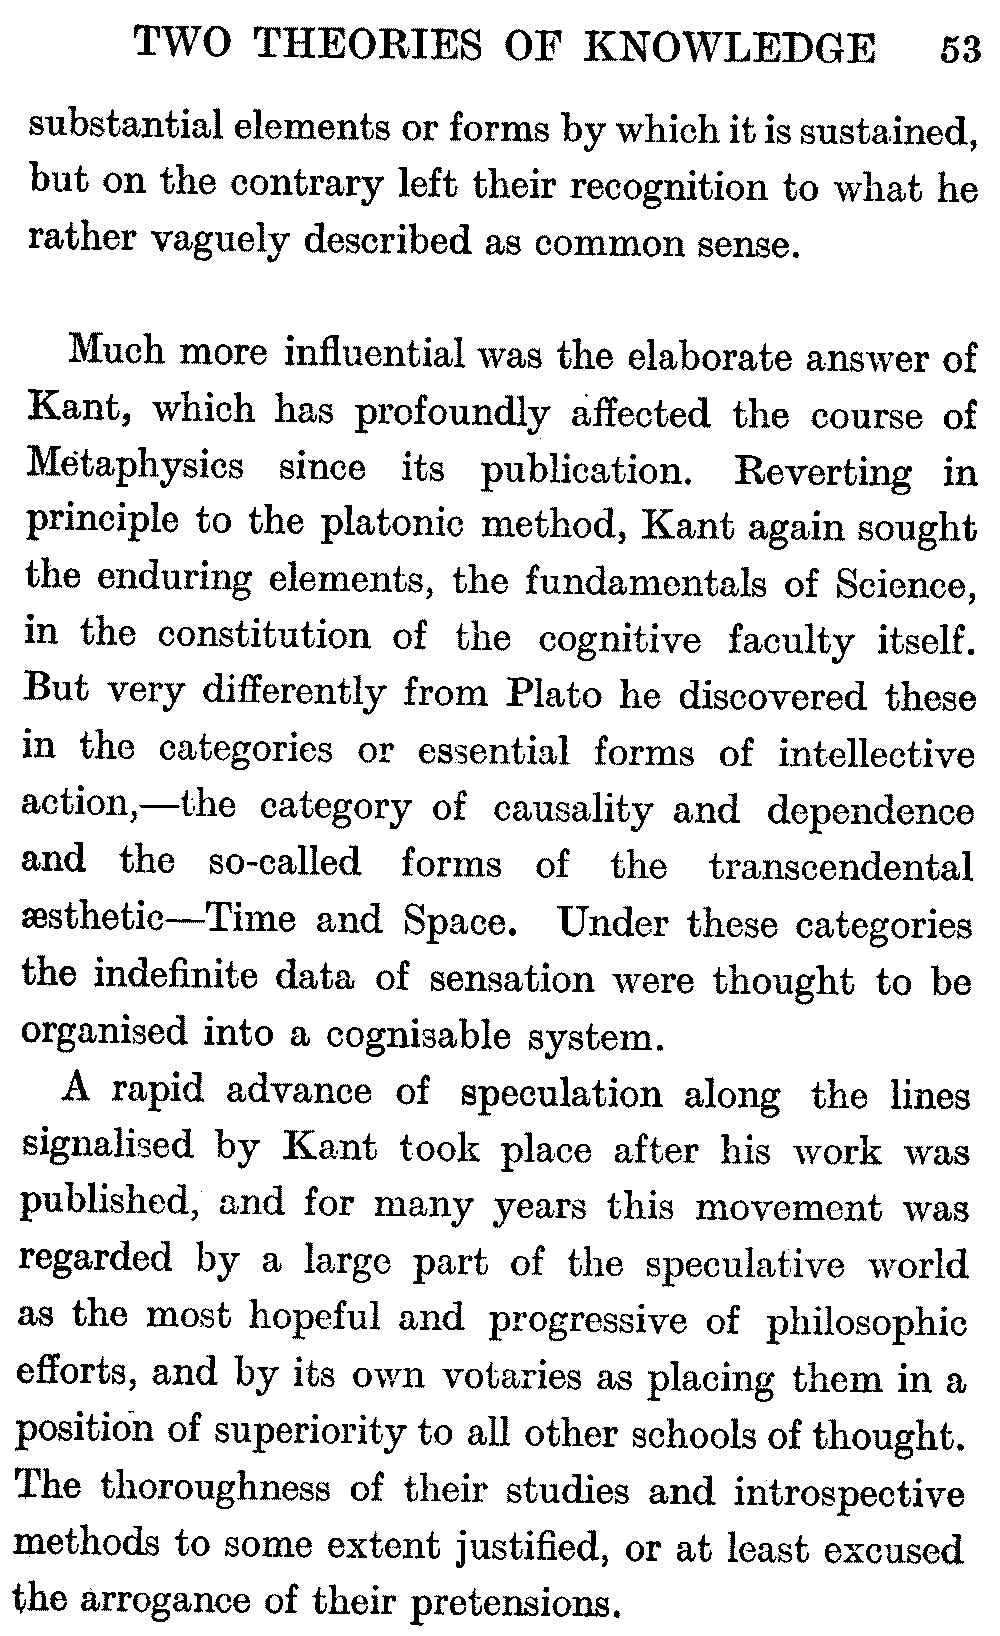 TWO THEORIES OF KNOWLEDGE 53
substantial elements or forms by which it is sustained,
but on the contrary left their recognition to what he
rather vaguely described as common sense.
Much more influential was the elaborate answer of
Kant, which has profoundly affected the course of
Metaphysics since its publication. Reverting in
principle to the platonic method, Kant again sought
the enduring elements, the fundamentals of Science,
in the constitution of the cognitive faculty itself.
But very differently from Plato he discovered these
in the categories or essential forms of intellective
action,—the category of causality and dependence
and the so-called forms of the transcendental
æsthetic—Time and Space. Under these categories
the indefinite data of sensation were thought to be
organised into a cognisable system.
A rapid advance of speculation along the lines
signalised by Kant took place after his work was
published, and for many years this movement was
regarded by a large part of the speculative world
as the most hopeful and progressive of philosophic
efforts, and by its own votaries as placing them in a
position of superiority to all other schools of thought.
The thoroughness of their studies and introspective
methods to some extent justified, or at least excused
the arrogance of their pretensions.